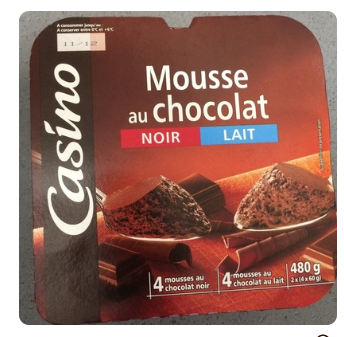 A consommer jusqu'au
A conserver entre 0°C et +6°C
11/12
Casino
Mousse
au chocolat
NOIR LAIT
4 mousses au
chocolat noir
4 mousses au
chocolat au lait
480 g
2 x (4 x 60 g)